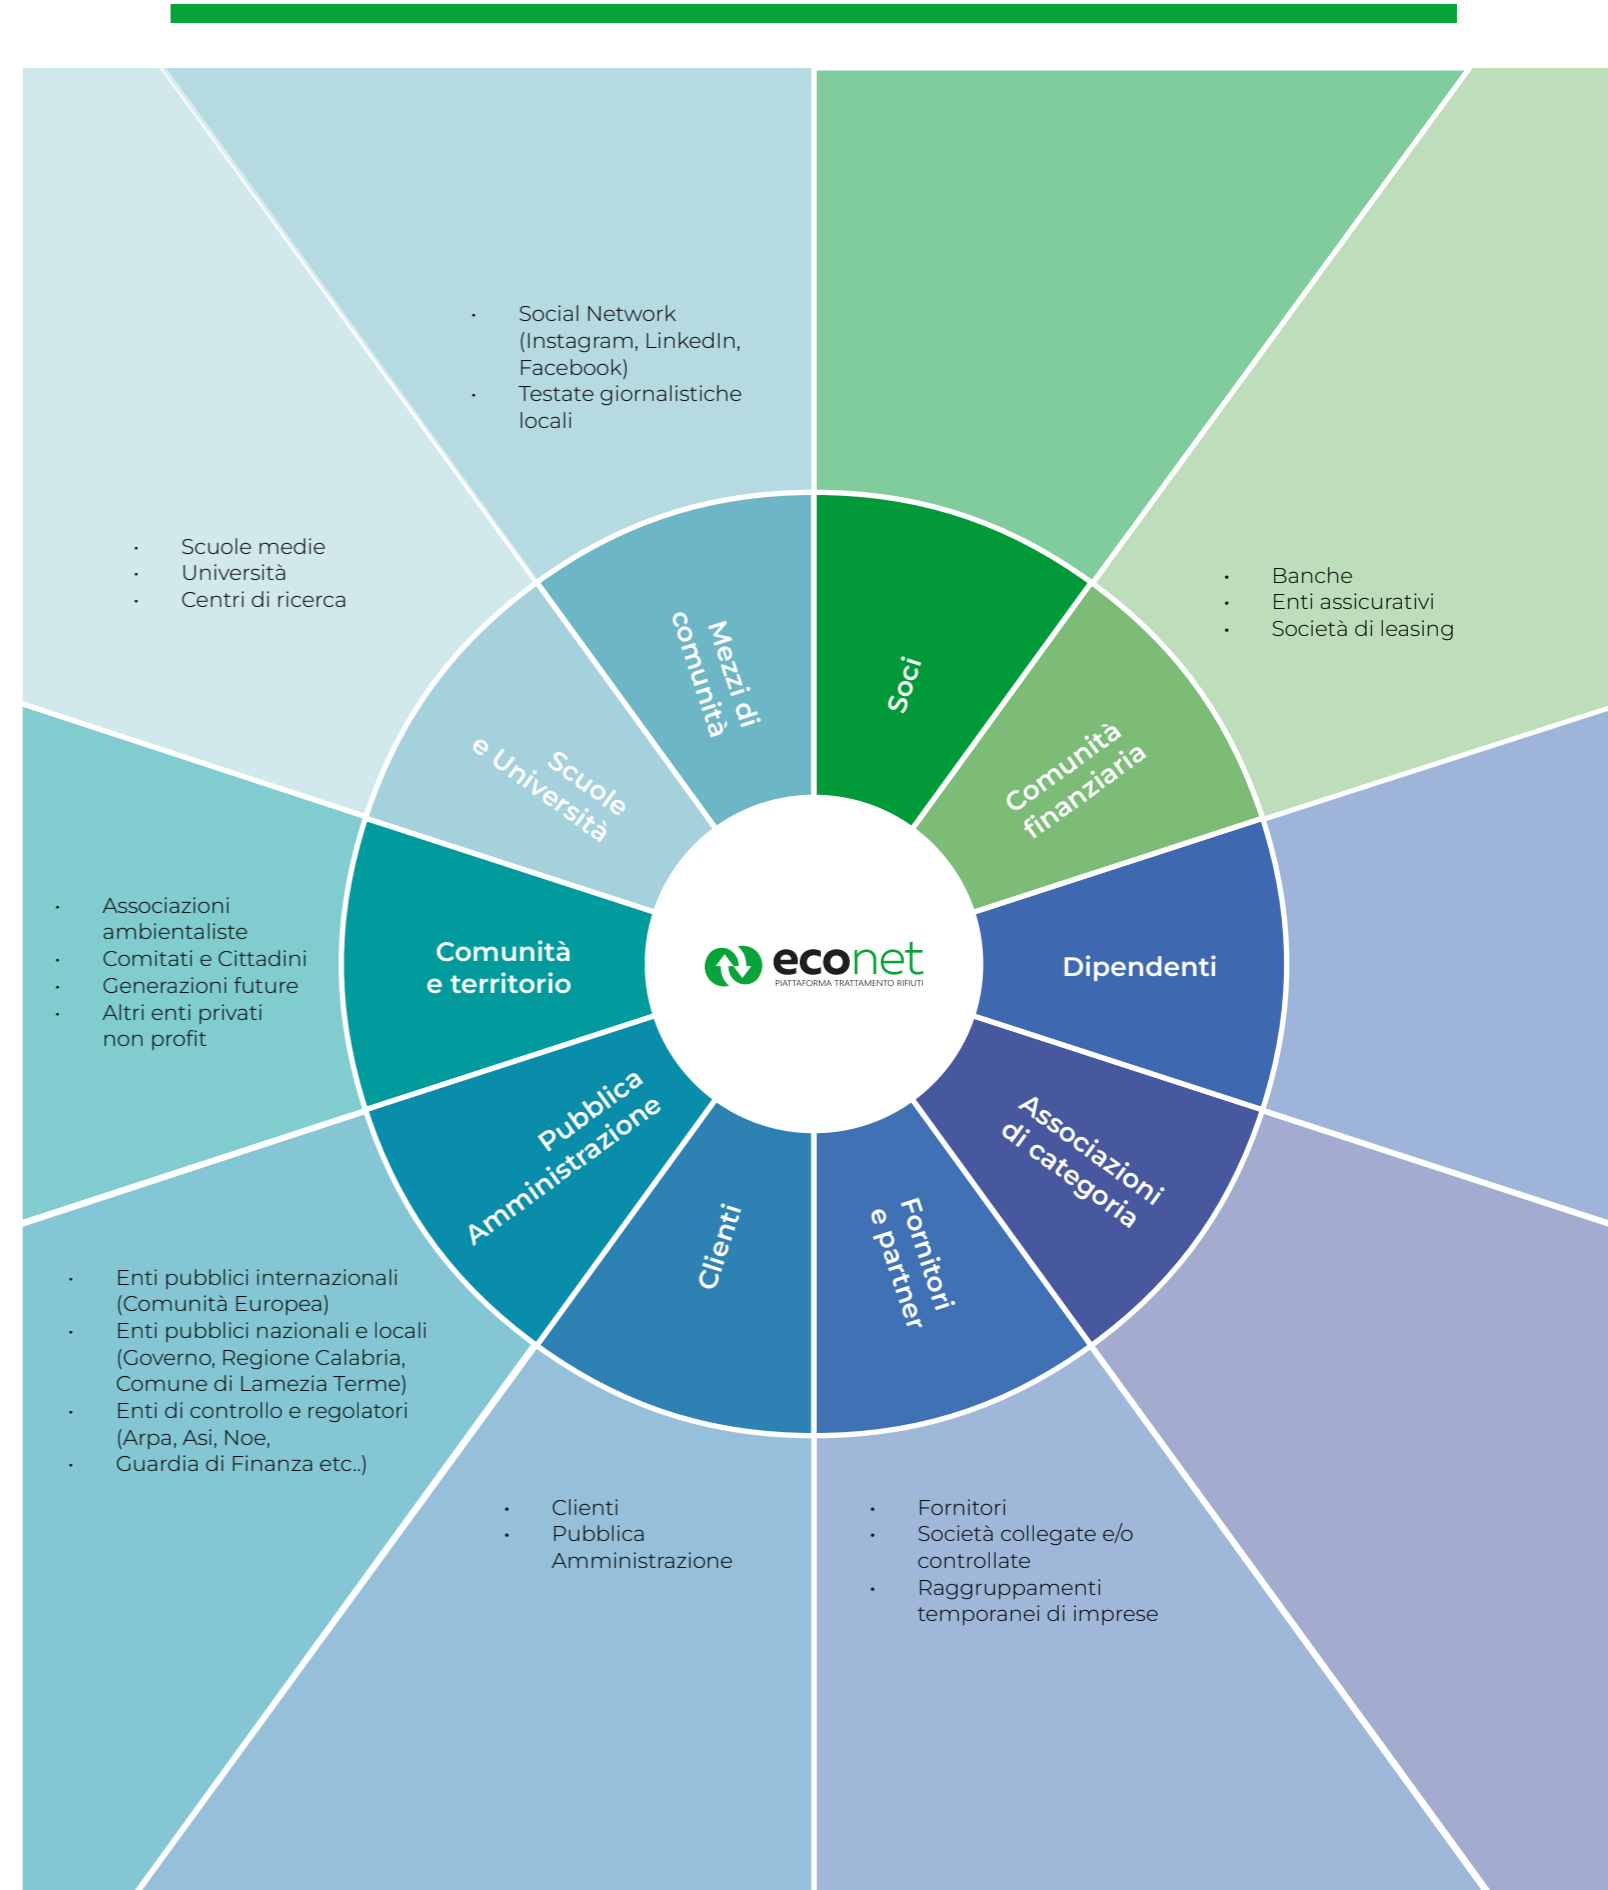 • Social Network
(Instagram, LinkedIn,
Facebook)
• Testate giornalistiche
locali
• Scuole medie
• Università
• Centri di ricerca
• Banche
• Enti assicurativi
• Società di leasing
Mezzi di
comunità
Soci
Scuole
e Università
Comunità
finanziaria
• Associazioni
ambientaliste
• Comitati e Cittadini
• Generazioni future
• Altri enti privati
non profit
Comunità
e territorio
econet
PIATTAFORMA TRATTAMENTO RIFIUTI
Dipendenti
Pubblica
Amministrazione
Clienti
Fornitori
e partner
Associazioni
di categoria
• Enti pubblici internazionali
(Comunità Europea)
• Enti pubblici nazionali e locali
(Governo, Regione Calabria,
Comune di Lamezia Terme)
• Enti di controllo e regolatori
(Arpa, Asi, Noe,
• Guardia di Finanza etc..)
• Clienti
• Pubblica
Amministrazione
• Fornitori
• Società collegate e/o
controllate
• Raggruppamenti
temporanei di imprese